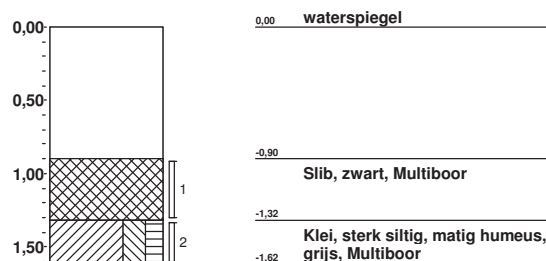 0,00
0,50
1,00
1,50
1
2
0,00 waterspiegel
-0,90
Slib, zwart, Multiboor
-1,32
Klei, sterk siltig, matig humeus,
grijs, Multiboor
-1,62